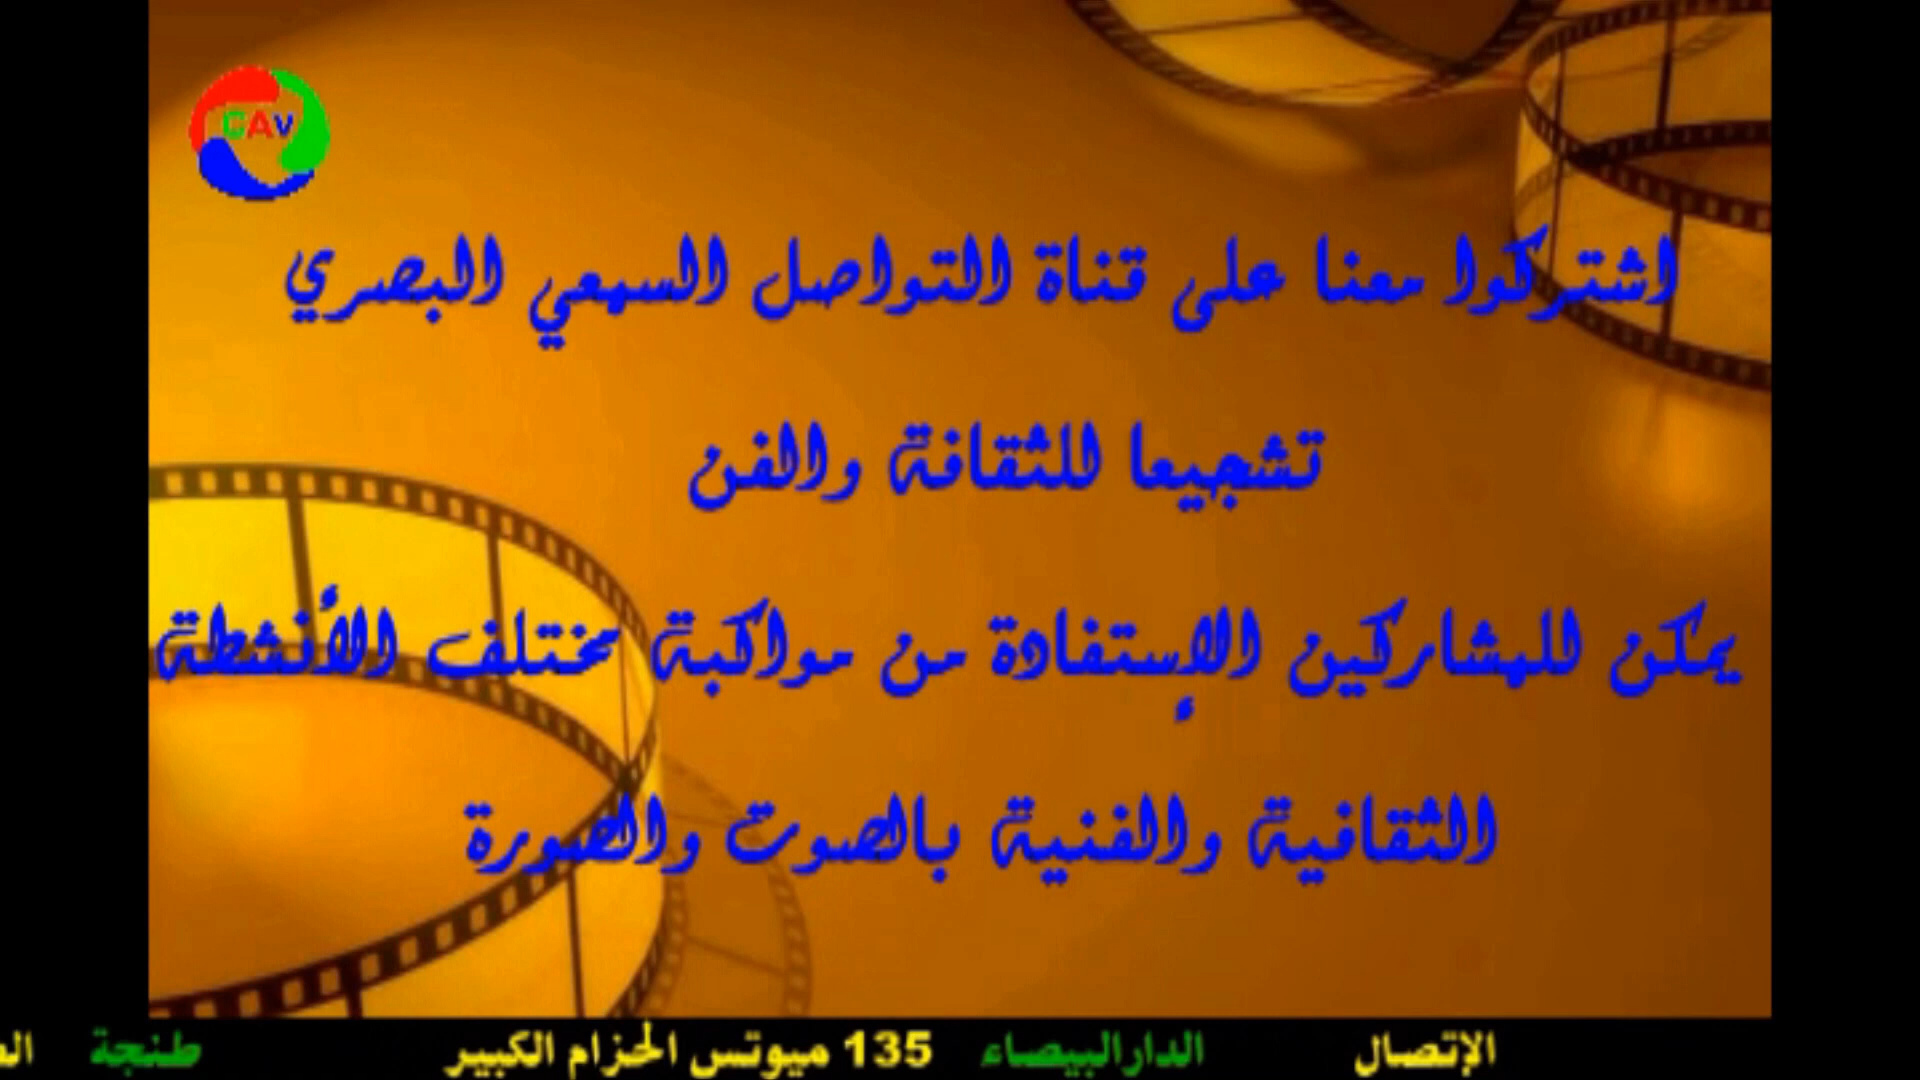 CAV
اشتركوا معنا على قناة التواصل السمعي البصري
تشجيعا للثقافة والفن
يمكن للمشاركين الإستفادة من مواكبة مختلف الأنشطة
الثقافية والفنية بالصوت والصورة
الإتصال الدارالبيضاء 135 ميوتس الحزام الكبير طنجة